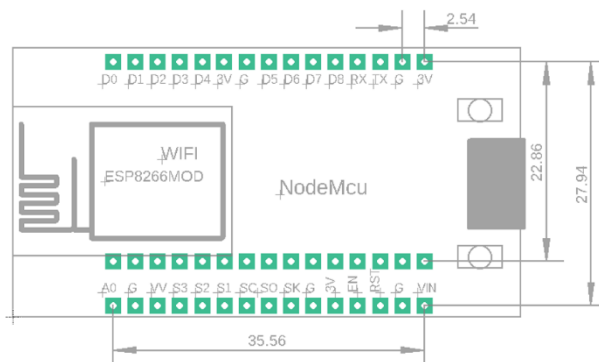 2.54
D0 D1 D2 D3 D4 3V G D5 D6 D7 D8 RX TX G 3V
WIFI
ESP8266MOD
NodeMcu
22.86
27.94
A0 G VV S3 S2 S1 SC SO SK G 3V EN RST G VIN
35.56